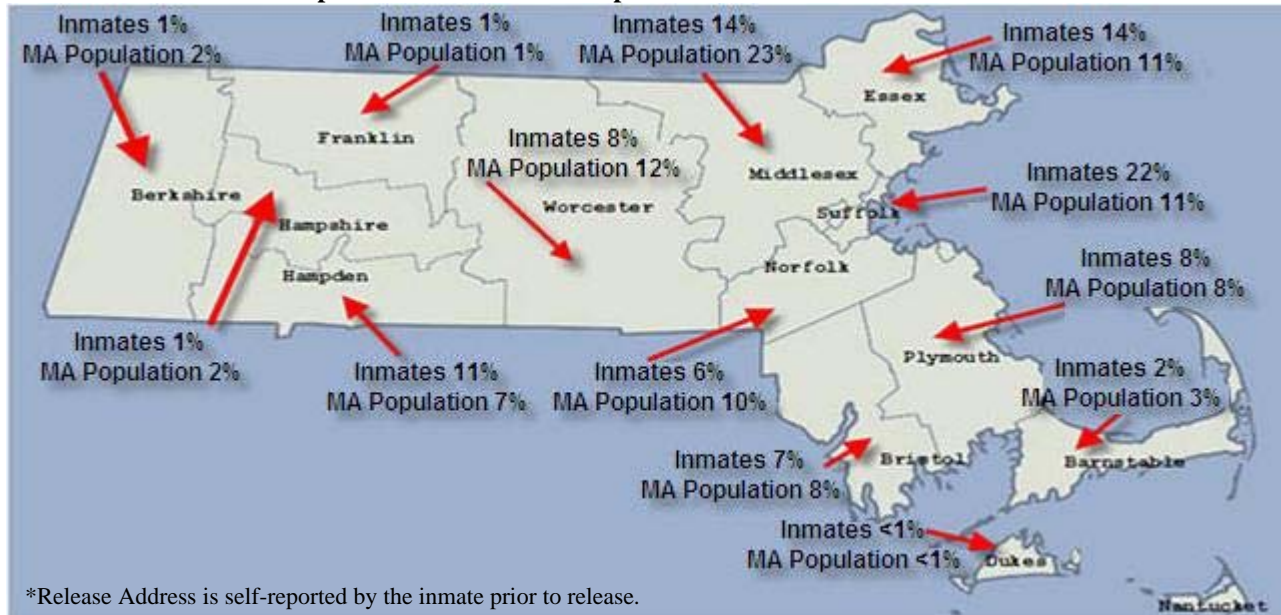 Inmates 1%
MA Population 2%
Inmates 1%
MA Population 1%
Inmates 14%
MA Population 23%
Inmates 14%
MA Population 11%
Essex
Franklin
Inmates 8%
MA Population 12%
Middlesex
Inmates 22%
MA Population 11%
Berkshire
Worcester
Suffolk
Hampshire
Norfolk
Hampden
Inmates 8%
MA Population 8%
Plymouth
Inmates 1%
MA Population 2%
Inmates 11%
MA Population 7%
Inmates 6%
MA Population 10%
Inmates 2%
MA Population 3%
Bristol
Barnstable
Inmates 7%
MA Population 8%
Inmates <1%
MA Population <1%
Dukes
*Release Address is self-reported by the inmate prior to release.
Nantucket